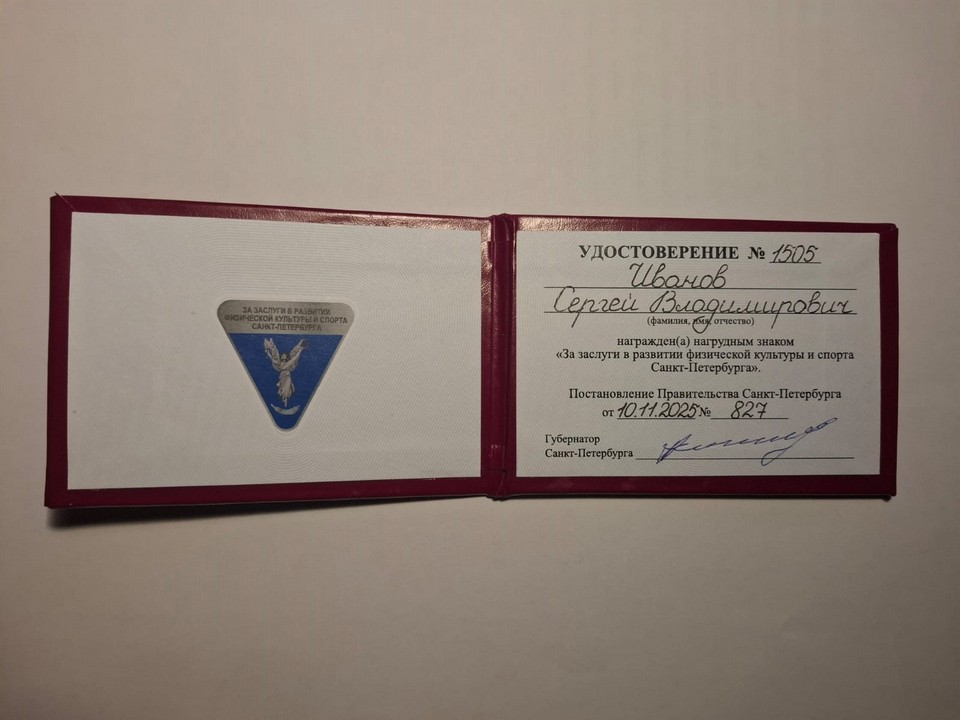 ЗА ЗАСЛУГИ В РАЗВИТИИ
ФИЗИЧЕСКОЙ КУЛЬТУРЫ И СПОРТА
САНКТ-ПЕТЕРБУРГА
УДОСТОВЕРЕНИЕ № 1505
Иванов
Сергей Владимирович
(фамилия, имя, отчество)
награжден(а) нагрудным знаком
«За заслуги в развитии физической культуры и спорта
Санкт-Петербурга».
Постановление Правительства Санкт-Петербурга
от 10.11.2025 № 827
Губернатор
Санкт-Петербурга